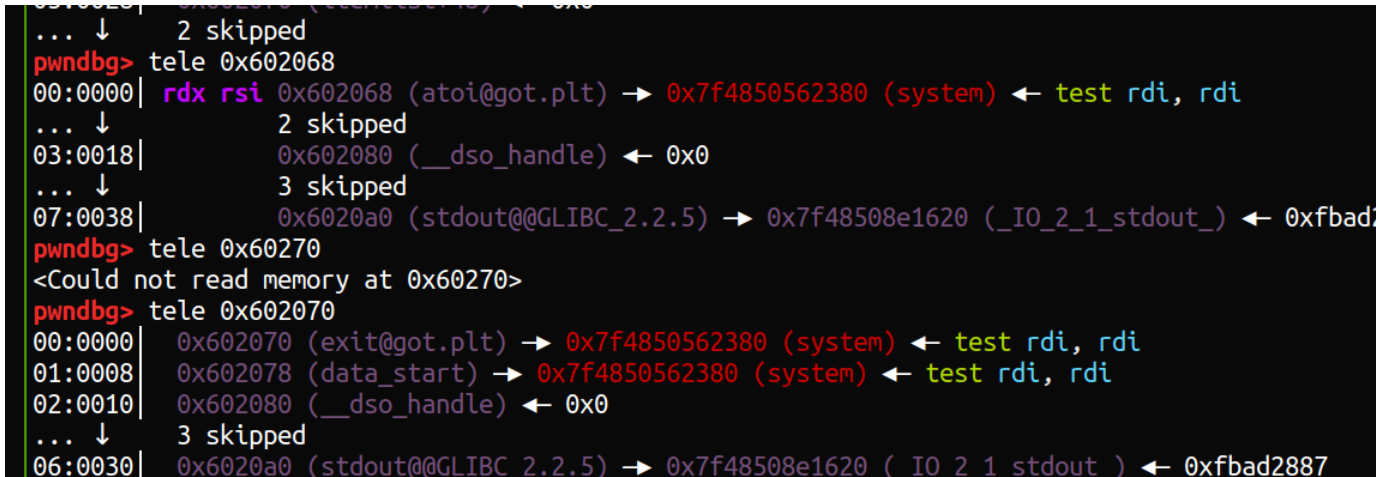 ... ↓ 2 skipped
pwndbg> tele 0x602068
00:0000│ rdx rsi 0x602068 (atoi@got.plt) —▸ 0x7f4850562380 (system) ◂— test rdi, rdi
... ↓ 2 skipped
03:0018│ 0x602080 (__dso_handle) ◂— 0x0
... ↓ 3 skipped
07:0038│ 0x6020a0 (stdout@@GLIBC_2.2.5) —▸ 0x7f48508e1620 (_IO_2_1_stdout_) ◂— 0xfbad2
pwndbg> tele 0x60270
<Could not read memory at 0x60270>
pwndbg> tele 0x602070
00:0000│ 0x602070 (exit@got.plt) —▸ 0x7f4850562380 (system) ◂— test rdi, rdi
01:0008│ 0x602078 (data_start) —▸ 0x7f4850562380 (system) ◂— test rdi, rdi
02:0010│ 0x602080 (__dso_handle) ◂— 0x0
... ↓ 3 skipped
06:0030│ 0x6020a0 (stdout@@GLIBC_2.2.5) —▸ 0x7f48508e1620 (_IO_2_1_stdout_) ◂— 0xfbad2887